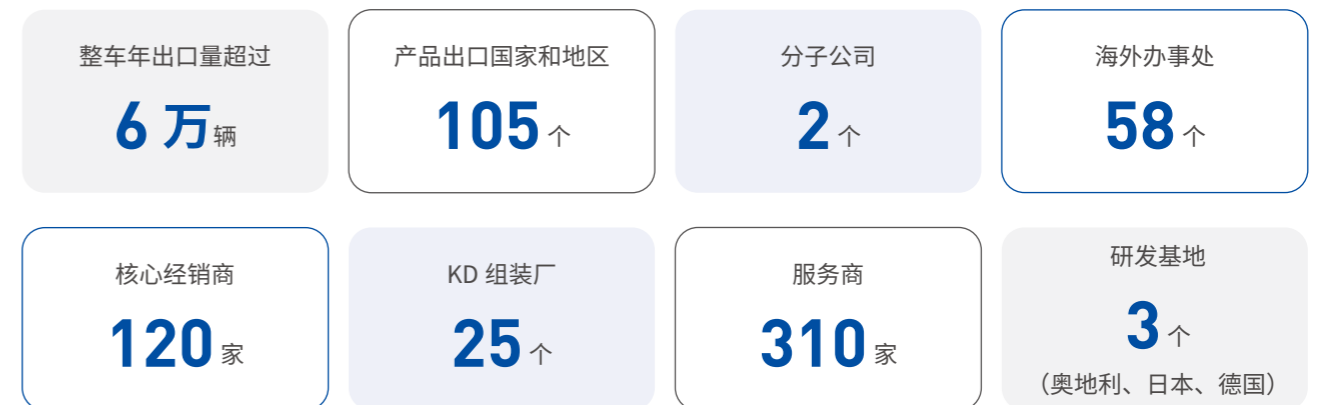 整车年出口量超过
6 万辆
产品出口国家和地区
105 个
分子公司
2 个
海外办事处
58 个
核心经销商
120 家
KD 组装厂
25 个
服务商
310 家
研发基地
3 个
（奥地利、日本、德国）